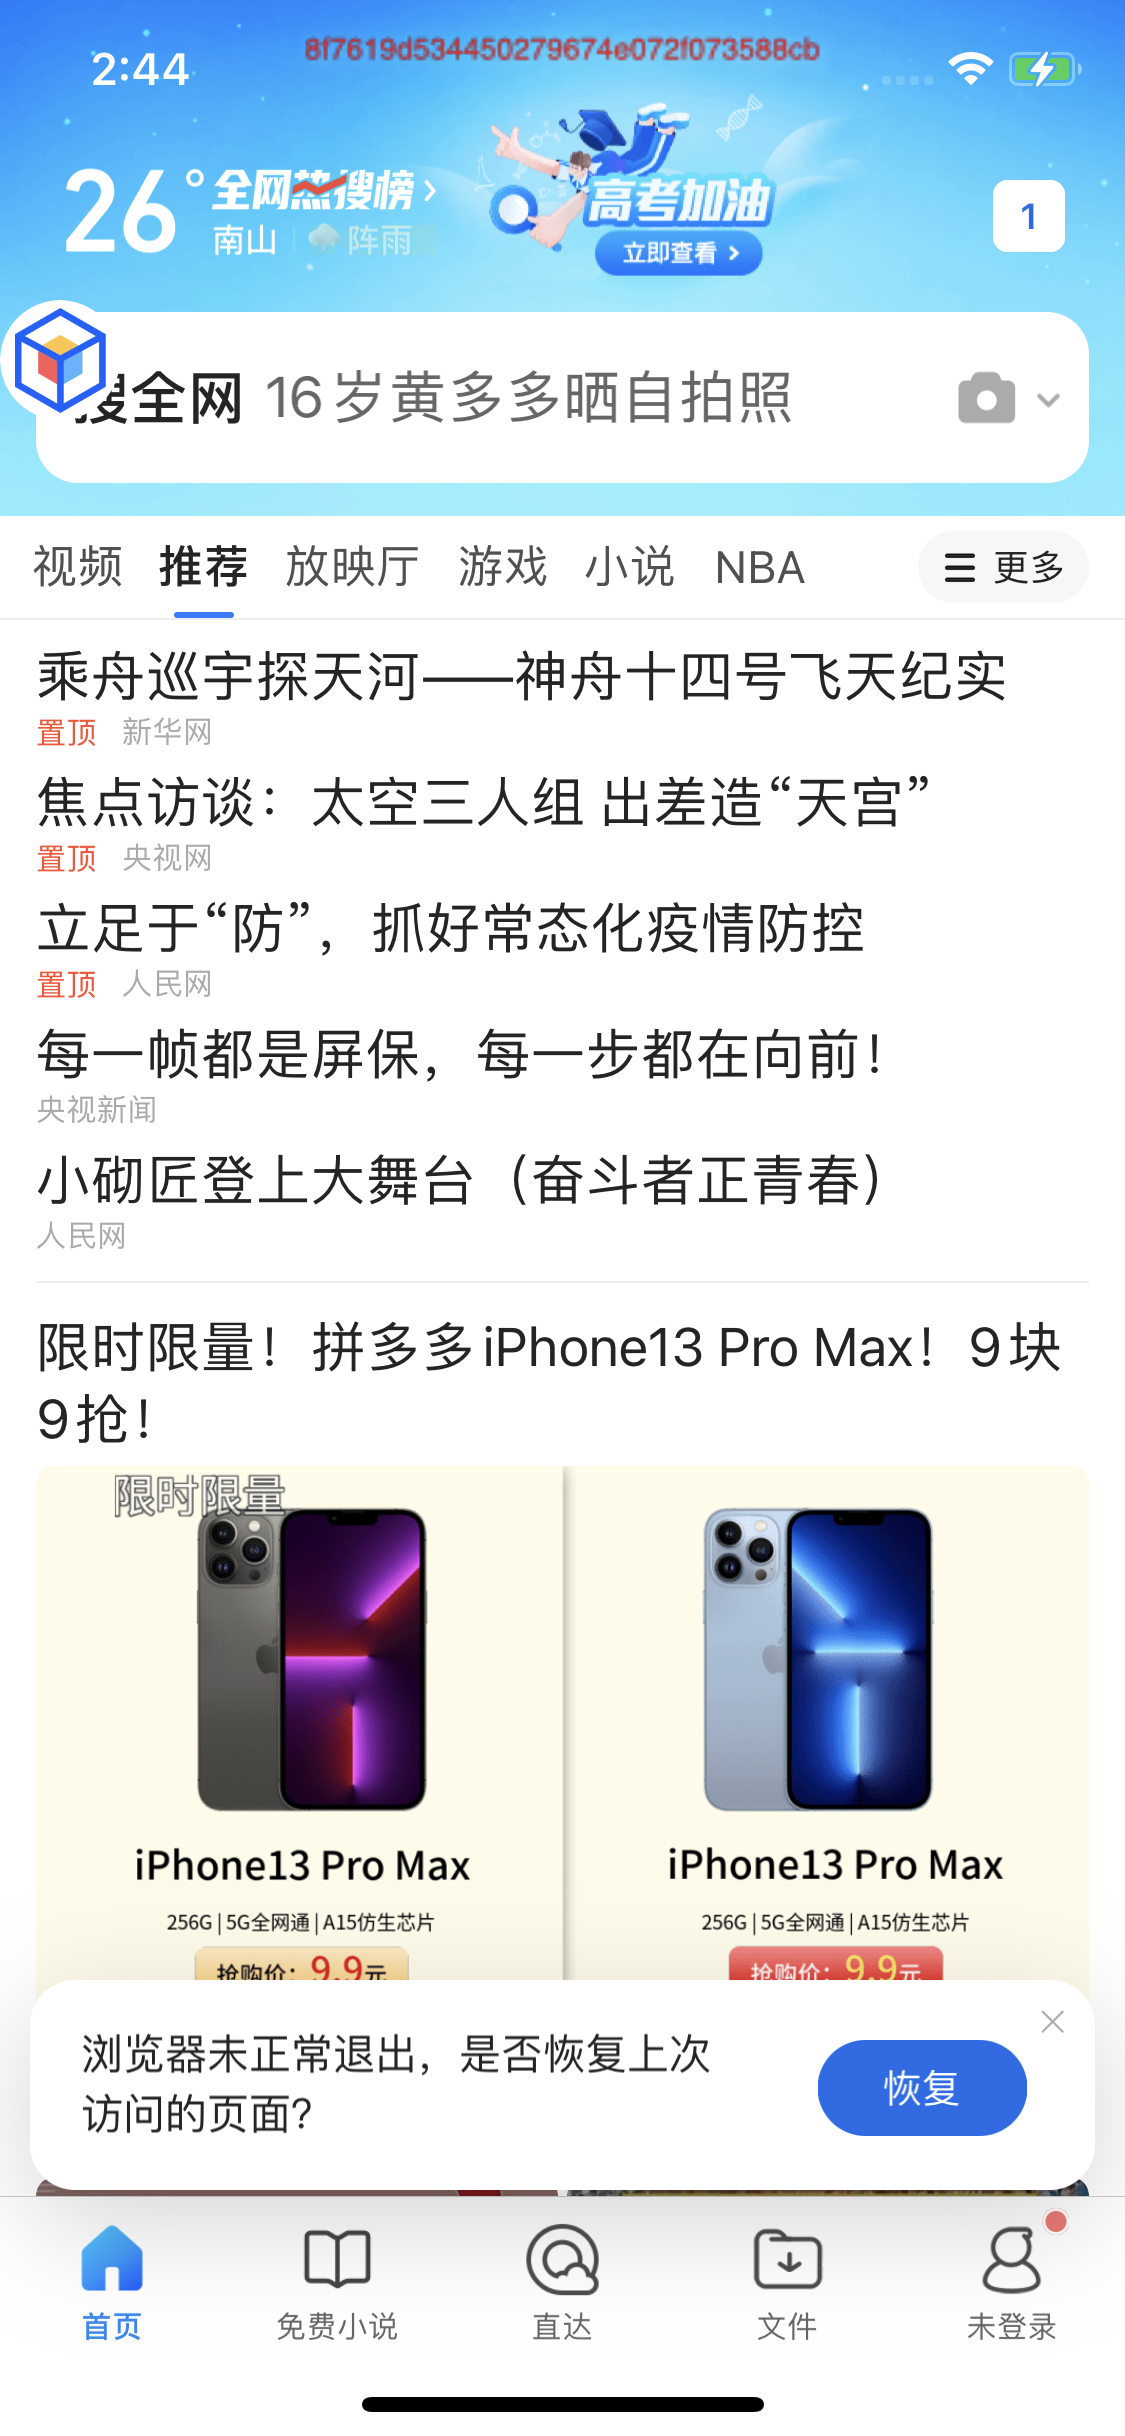 8f7619d534450279674e072f073588cb
2:44
26°
全网热搜榜
南山
阵雨
高考加油
立即查看
1
搜全网 16岁黄多多晒自拍照
视频 推荐 放映厅 游戏 小说 NBA 更多
乘舟巡宇探天河——神舟十四号飞天纪实
置顶 新华网
焦点访谈：太空三人组 出差造“天宫”
置顶 央视网
立足于“防”，抓好常态化疫情防控
置顶 人民网
每一帧都是屏保，每一步都在向前！
央视新闻
小砌匠登上大舞台（奋斗者正青春）
人民网
限时限量！拼多多iPhone13 Pro Max！9块
9抢！
限时限量
iPhone13 Pro Max
256G | 5G全网通 | A15仿生芯片
抢购价：9.9元
iPhone13 Pro Max
256G | 5G全网通 | A15仿生芯片
抢购价：9.9元
浏览器未正常退出，是否恢复上次
访问的页面?
恢复
首页 免费小说 直达 文件 未登录